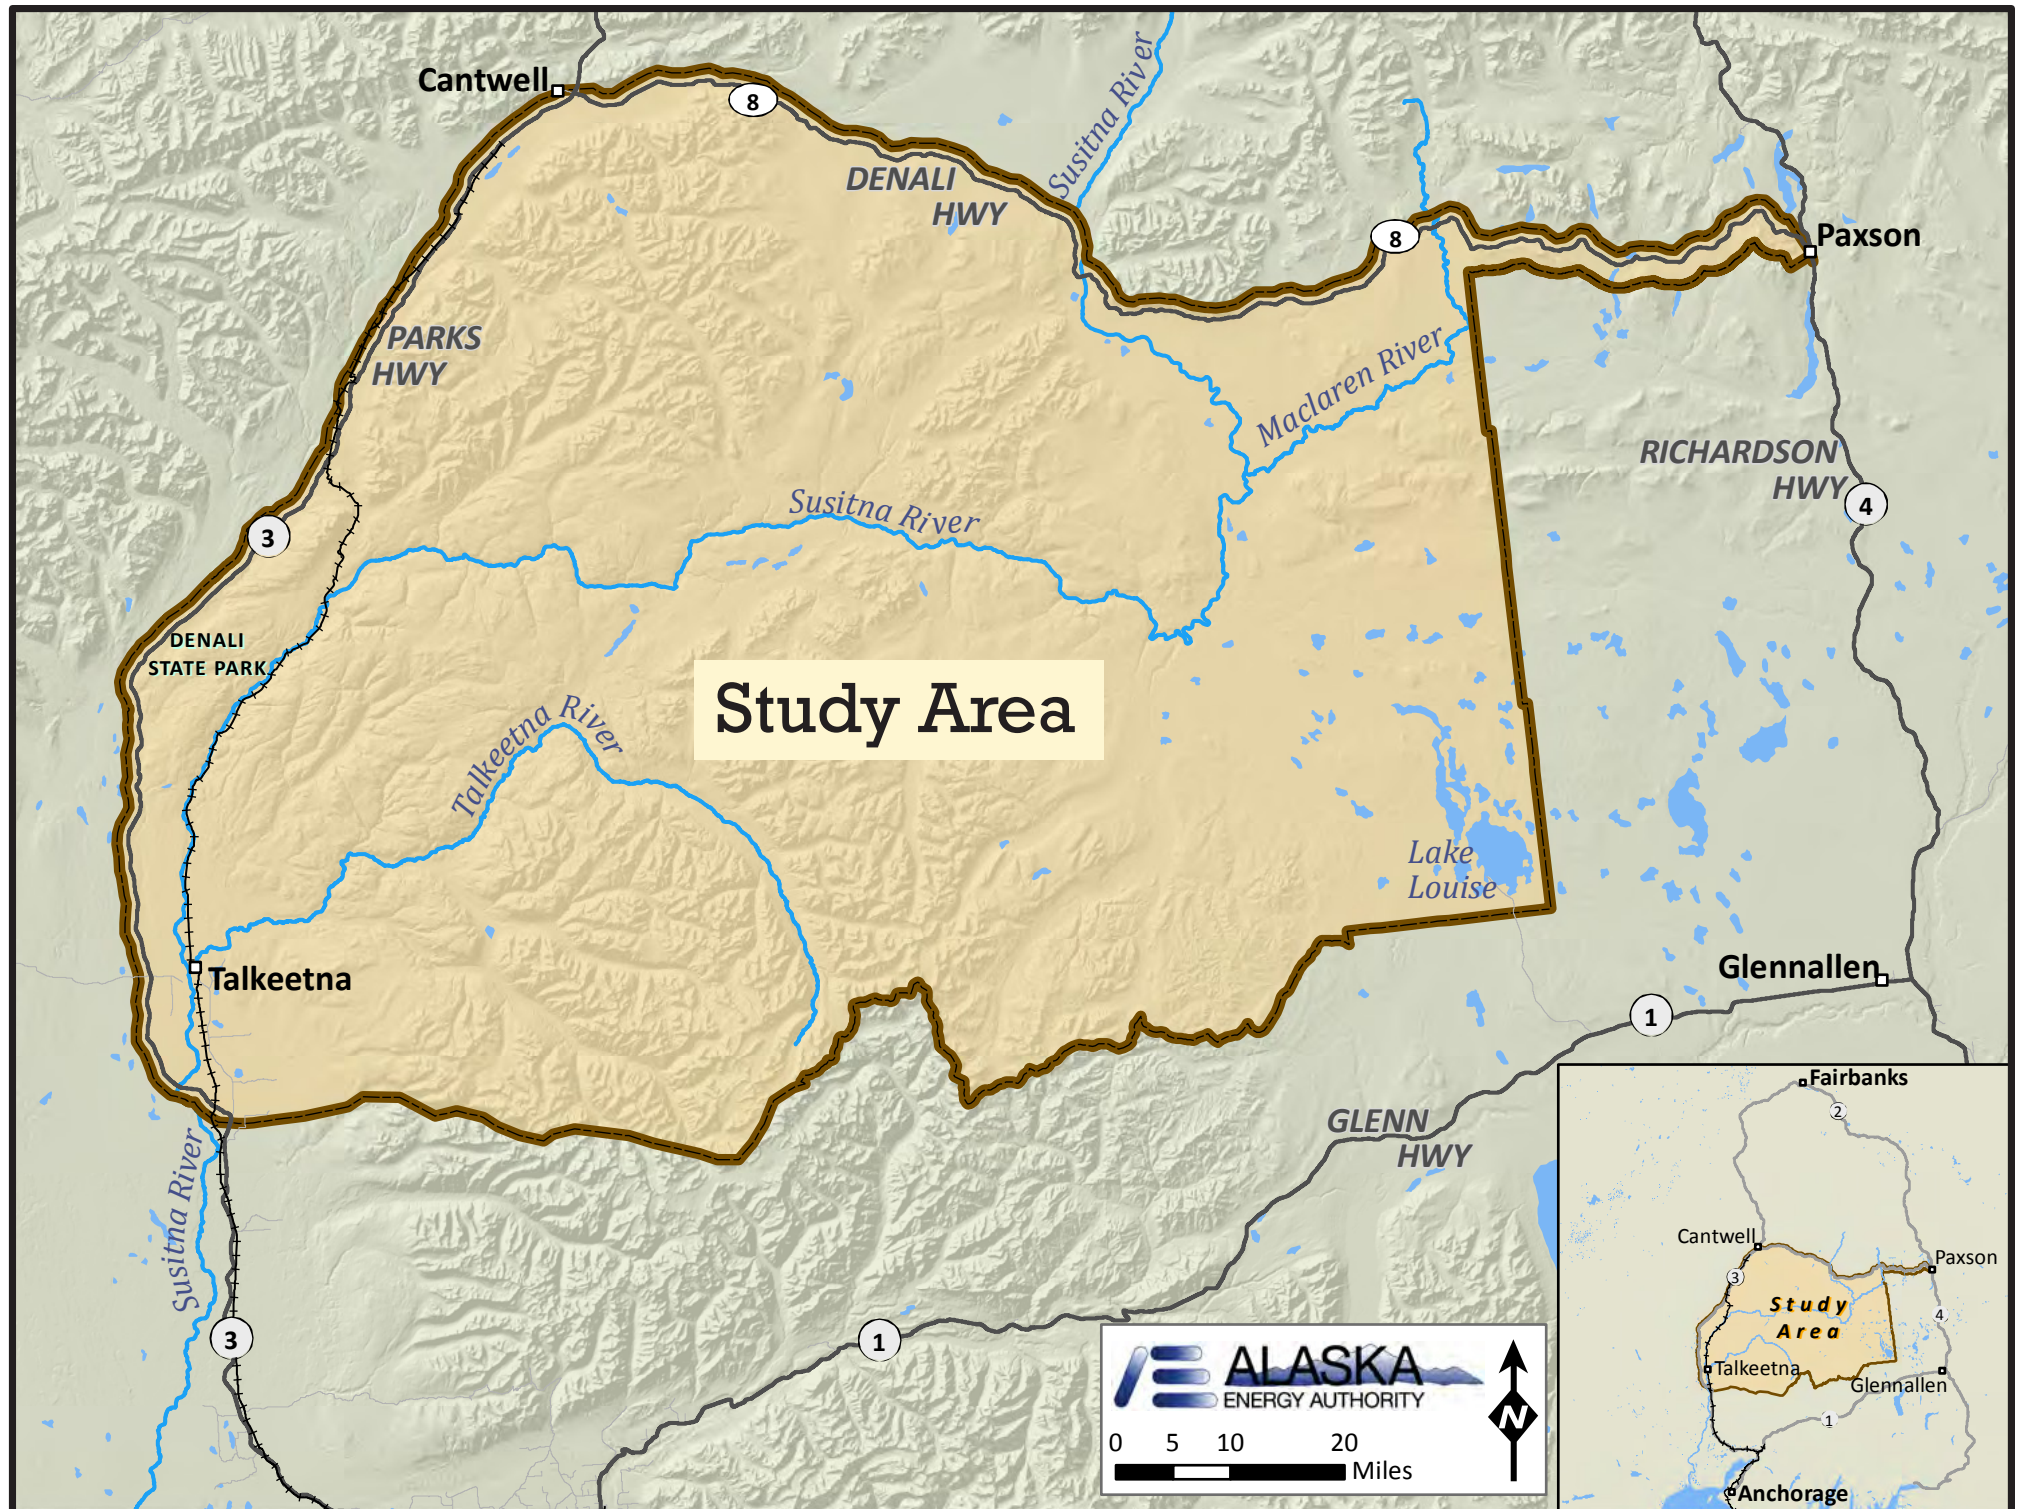 Cantwell
8
Susitna River
DENALI
HWY
8
Paxson
PARKS
HWY
Maclaren River
RICHARDSON
HWY
4
Susitna River
3
DENALI
STATE PARK
Study Area
Talkeetna River
Lake
Louise
Talkeetna
Glennallen
1
GLENN
HWY
Susitna River
3
1
ALASKA
ENERGY AUTHORITY
N
0 5 10 20
Miles
Fairbanks
2
Cantwell
Paxson
3
Study
Area
4
Talkeetna
Glennallen
1
Anchorage